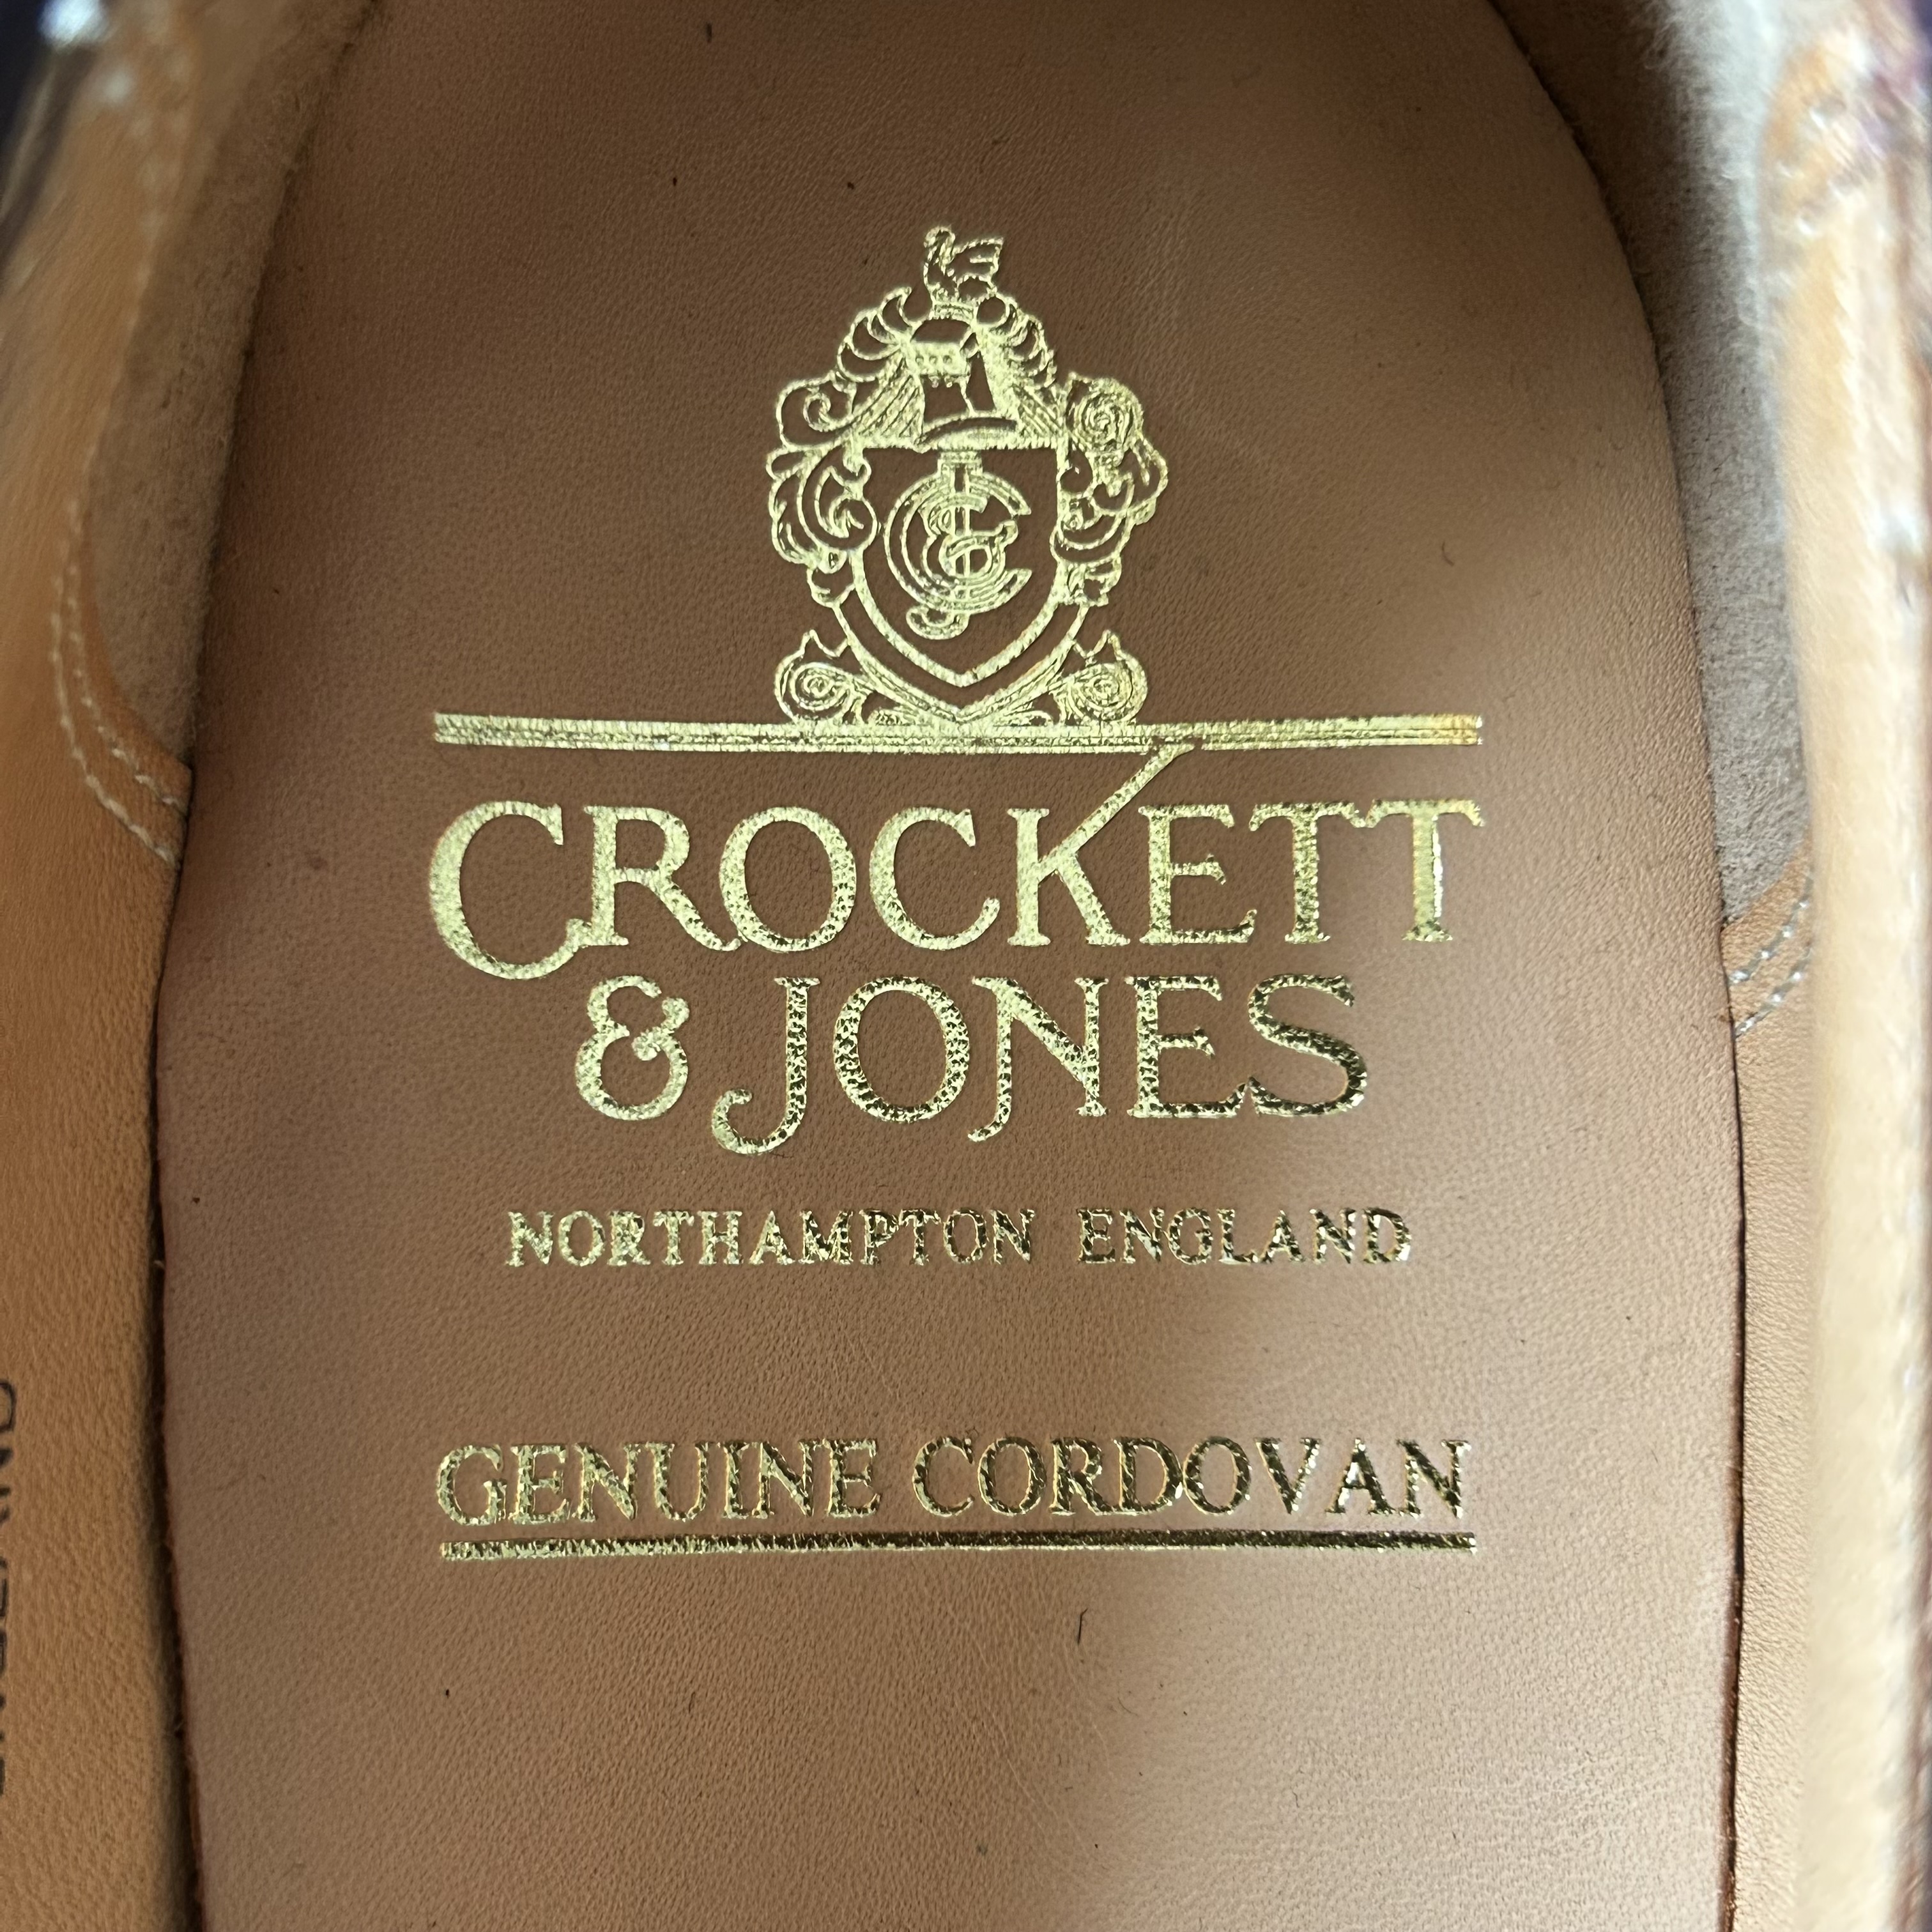 CROCKETT
& JONES
NORTHAMPTON ENGLAND
GENUINE CORDOVAN